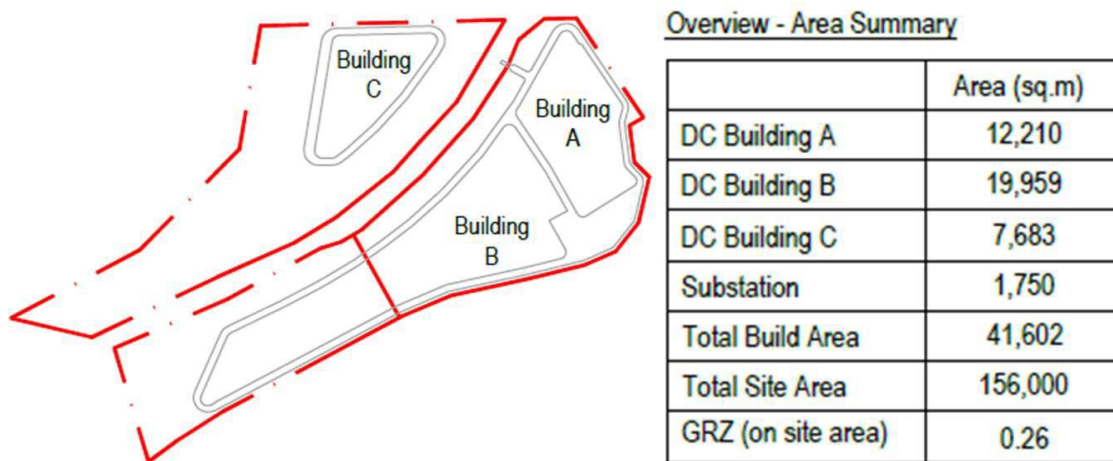 Building
C
Building
A
Building
B
Overview - Area Summary
Area (sq.m)
DC Building A 12,210
DC Building B 19,959
DC Building C 7,683
Substation 1,750
Total Build Area 41,602
Total Site Area 156,000
GRZ (on site area) 0.26